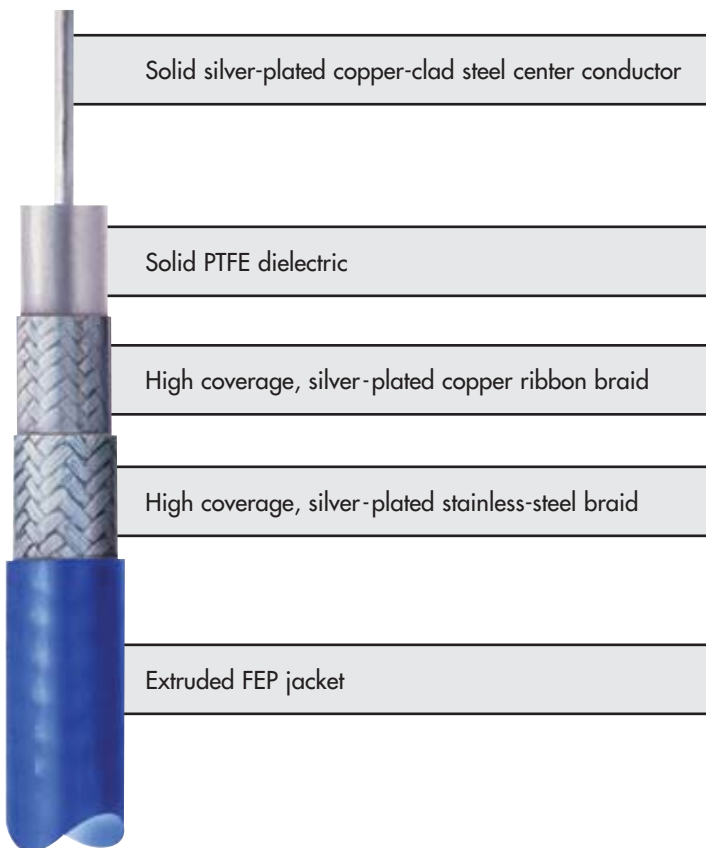 Solid silver-plated copper-clad steel center conductor
Solid PTFE dielectric
High coverage, silver-plated copper ribbon braid
High coverage, silver-plated stainless-steel braid
Extruded FEP jacket